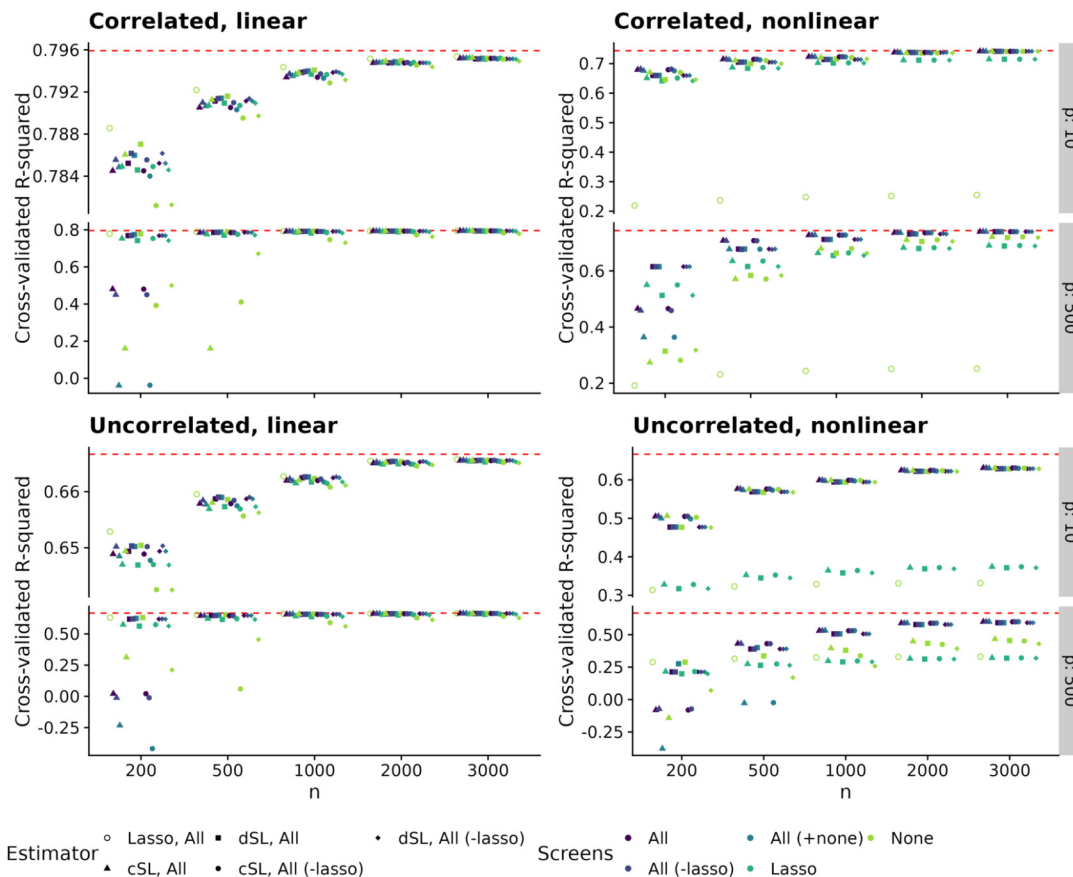 Correlated, linear
Cross-validated R-squared
0.796
0.792
0.788
0.784
0.8
0.6
0.4
0.2
0.0
Correlated, nonlinear
Cross-validated R-squared
0.7
0.6
0.5
0.4
0.3
0.2
p: 10
0.6
0.4
0.2
p: 500
Uncorrelated, linear
Cross-validated R-squared
0.66
0.65
0.50
0.25
0.00
-0.25
200 500 1000 2000 3000
n
Uncorrelated, nonlinear
Cross-validated R-squared
0.6
0.5
0.4
0.3
p: 10
0.50
0.25
0.00
-0.25
p: 500
200 500 1000 2000 3000
n
Estimator
Lasso, All
cSL, All
dSL, All
cSL, All (-lasso)
dSL, All (-lasso)
Screens
All
All (-lasso)
All (+none)
Lasso
None